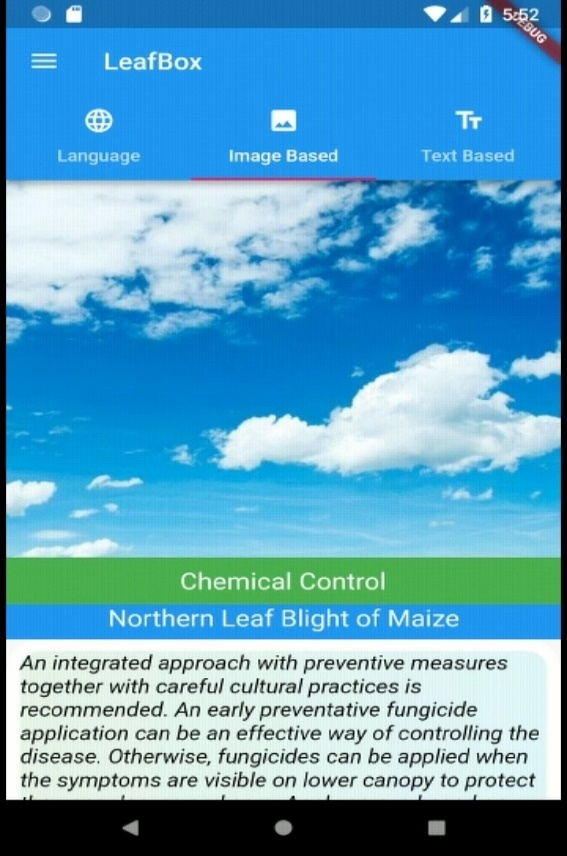 5:52
DEBUG
LeafBox
Language
Image Based
Text Based
Chemical Control
Northern Leaf Blight of Maize
An integrated approach with preventive measures
together with careful cultural practices is
recommended. An early preventative fungicide
application can be an effective way of controlling the
disease. Otherwise, fungicides can be applied when
the symptoms are visible on lower canopy to protect